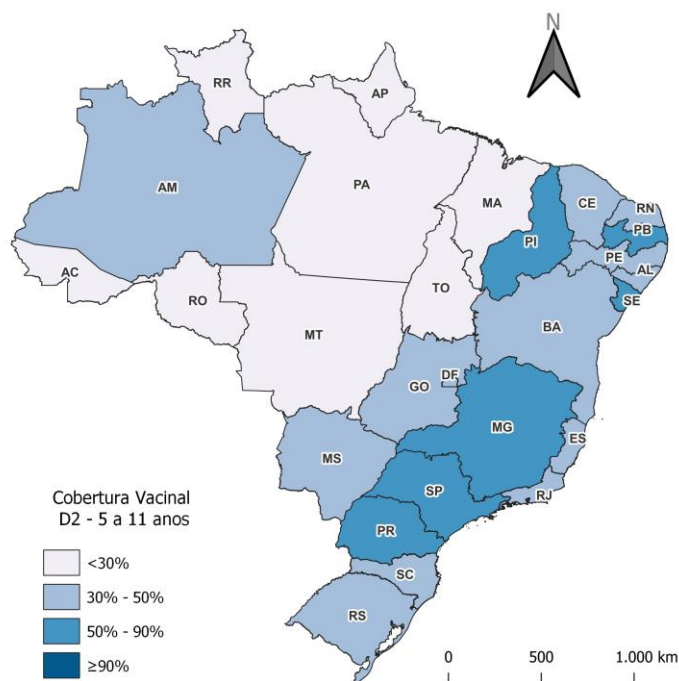 N
RR
AP
AM
PA
MA
CE
RN
PB
PI
PE
AL
AC
TO
SE
RO
BA
MT
DF
GO
MG
ES
MS
SP
RJ
PR
SC
RS
Cobertura Vacinal
D2 - 5 a 11 anos
<30%
30% - 50%
50% - 90%
≥90%
0 500 1.000 km